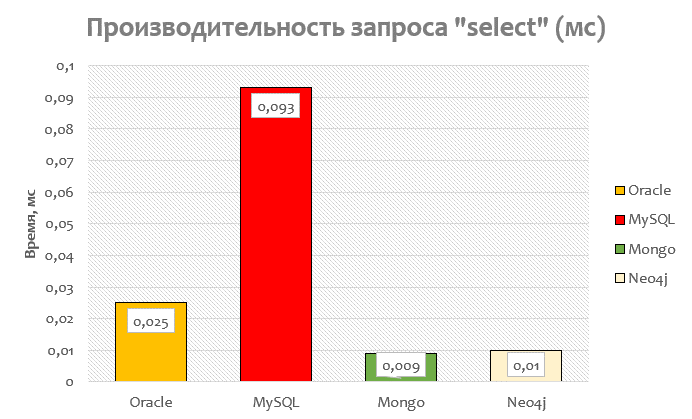 Производительность запроса "select" (мс)
0,1
0,09
0,08
0,07
0,06
0,05
0,04
0,03
0,02
0,01
0
Время, мс
0,025
0,093
0,009
0,01
Oracle
MySQL
Mongo
Neo4j
Oracle
MySQL
Mongo
Neo4j